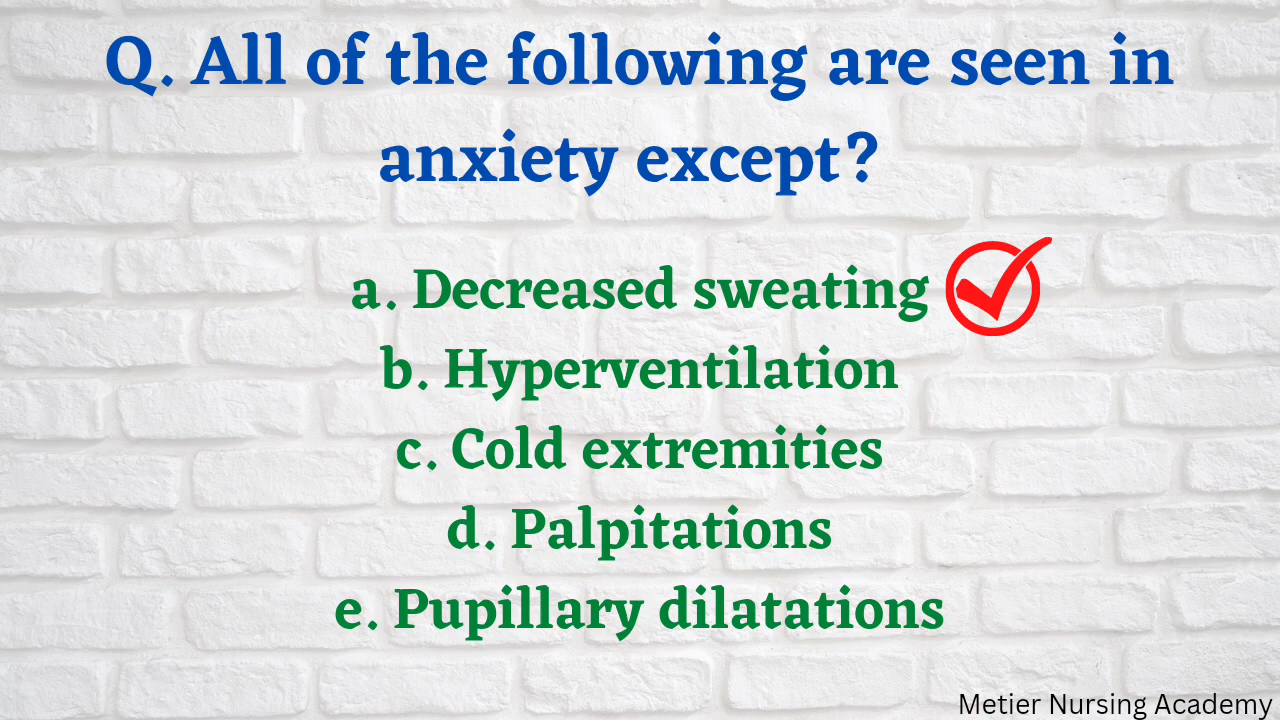 Q. All of the following are seen in
anxiety except?
a. Decreased sweating
b. Hyperventilation
c. Cold extremities
d. Palpitations
e. Pupillary dilatations
Metier Nursing Academy